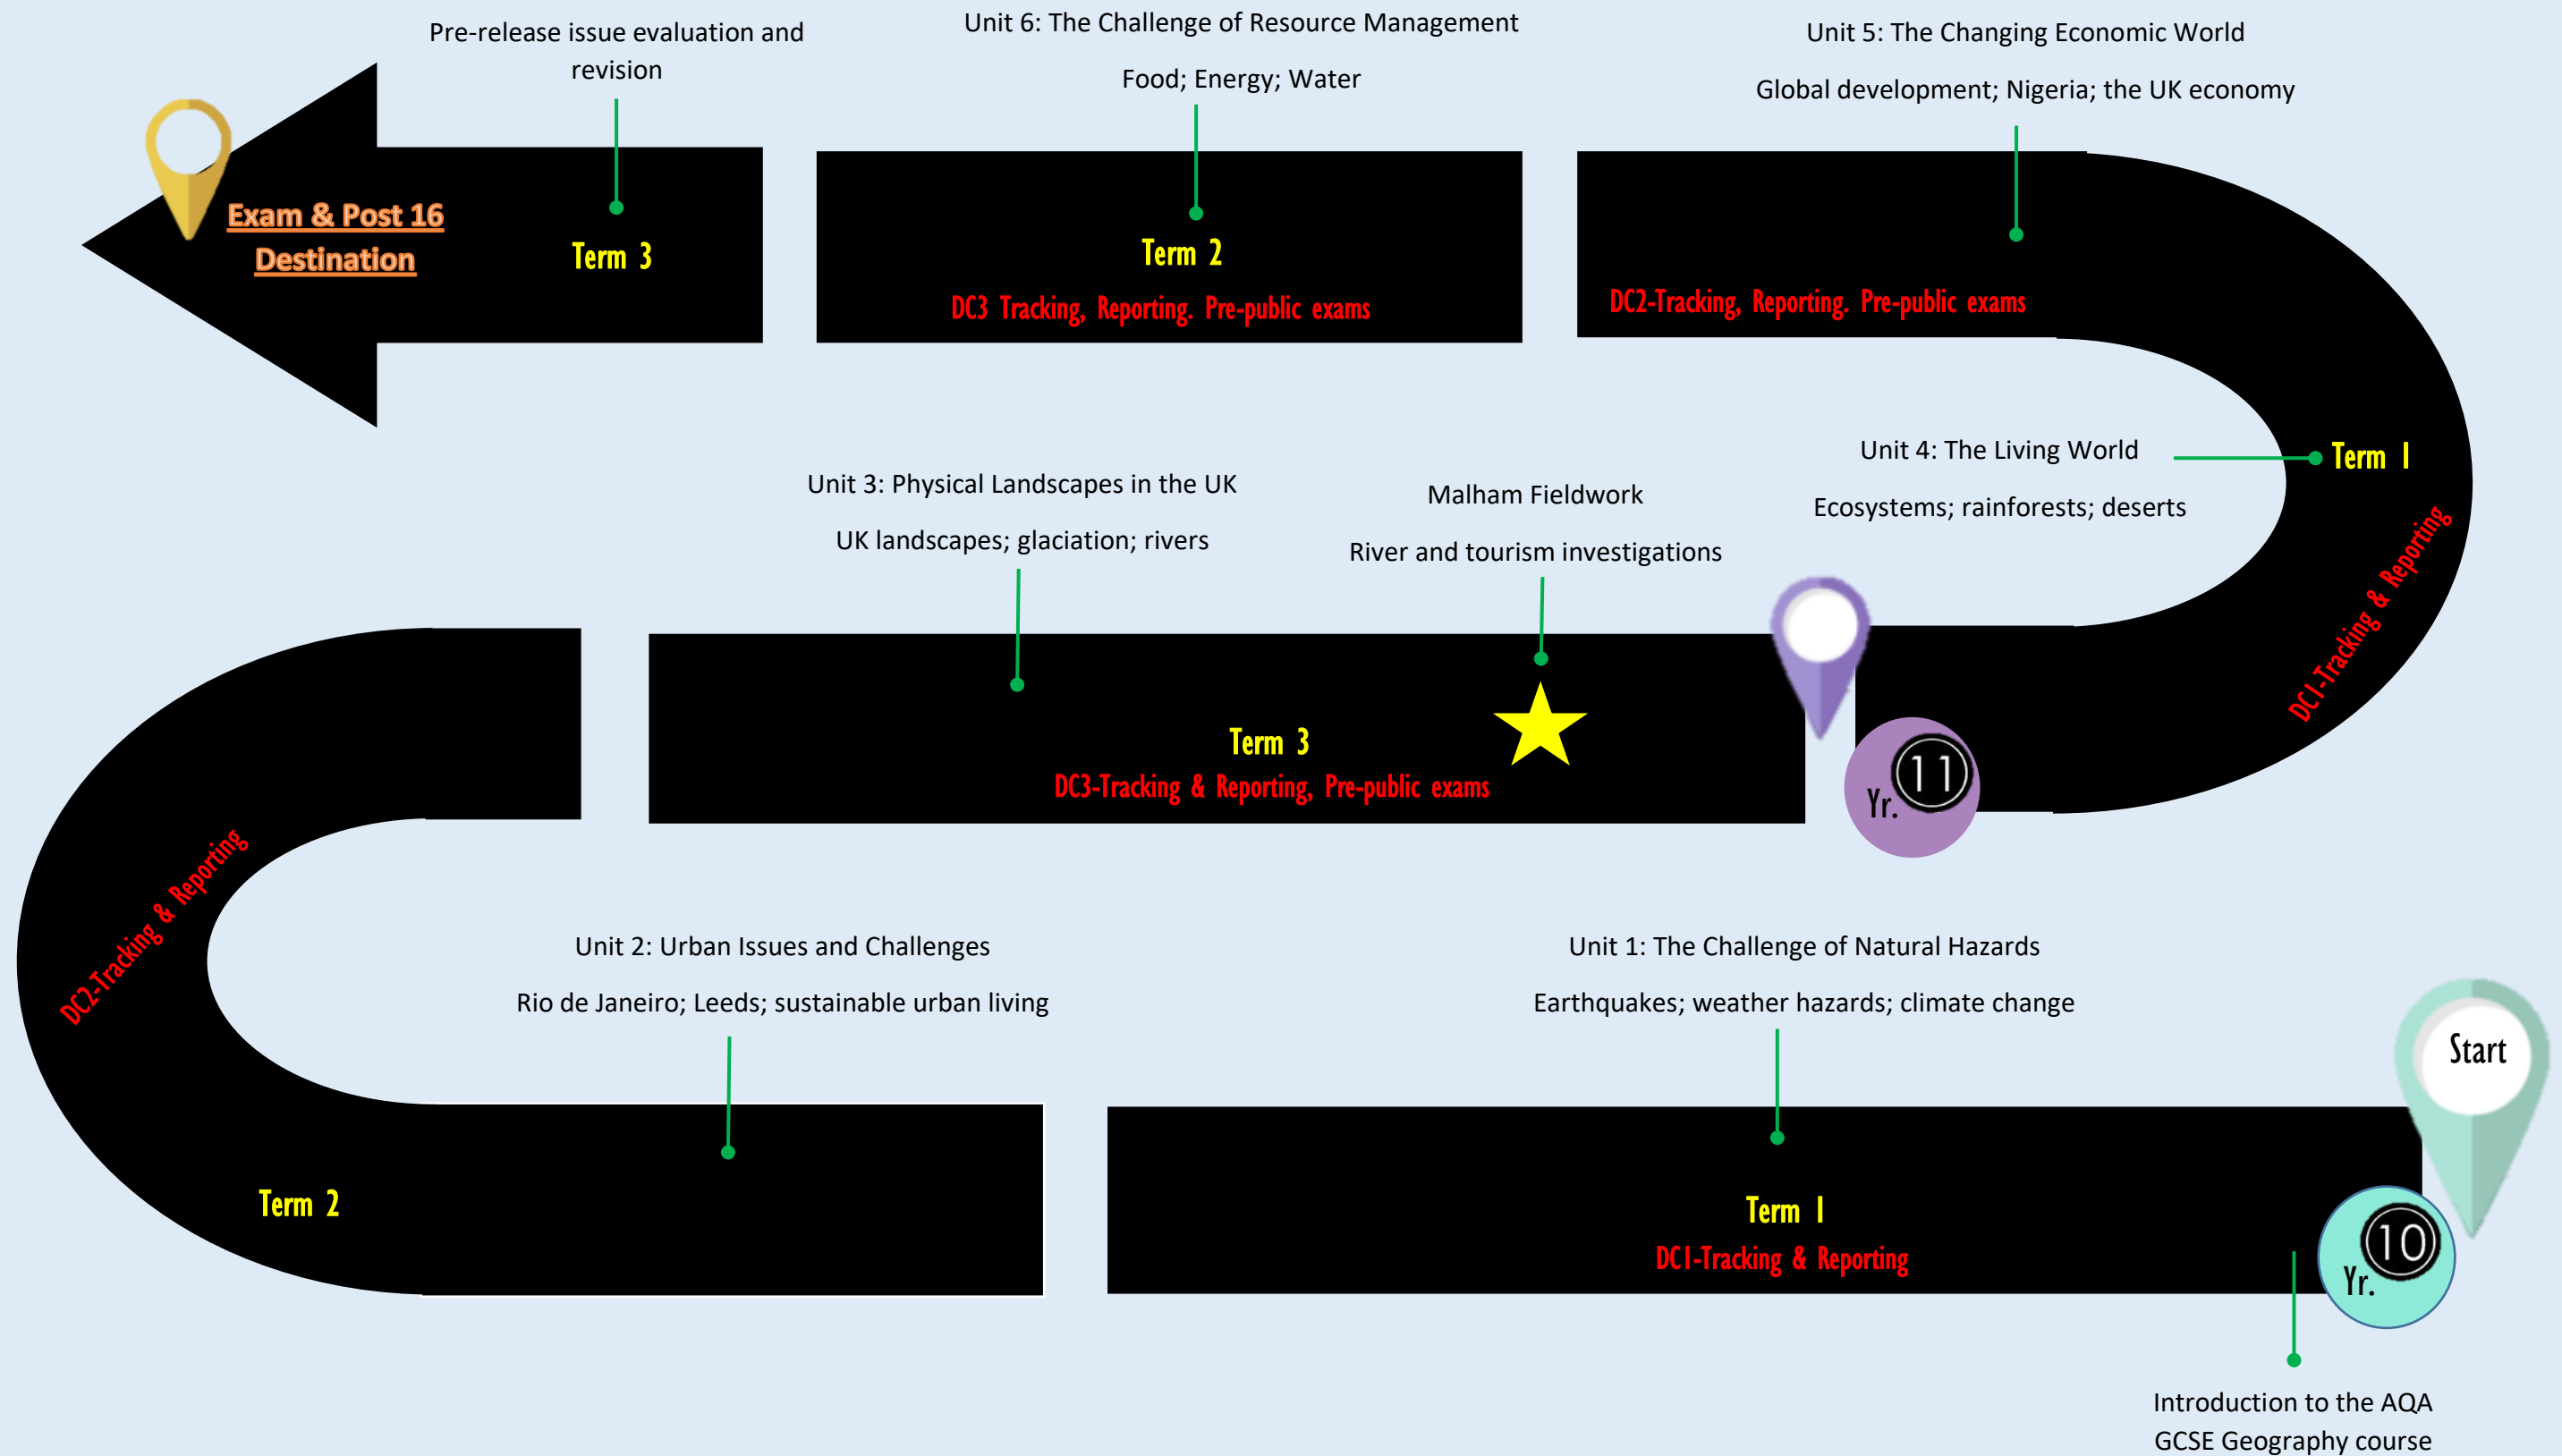 Pre-release issue evaluation and
revision
Unit 6: The Challenge of Resource Management
Food; Energy; Water
Unit 5: The Changing Economic World
Global development; Nigeria; the UK economy
Exam & Post 16
Destination
Term 3
Term 2
DC3 Tracking, Reporting. Pre-public exams
DC2-Tracking, Reporting. Pre-public exams
Unit 4: The Living World
Ecosystems; rainforests; deserts
Term 1
DC1-Tracking & Reporting
Unit 3: Physical Landscapes in the UK
UK landscapes; glaciation; rivers
Malham Fieldwork
River and tourism investigations
Term 3
DC3-Tracking & Reporting, Pre-public exams
Yr. 11
DC2-Tracking & Reporting
Unit 2: Urban Issues and Challenges
Rio de Janeiro; Leeds; sustainable urban living
Unit 1: The Challenge of Natural Hazards
Earthquakes; weather hazards; climate change
Start
Term 2
Term 1
DC1-Tracking & Reporting
Yr. 10
Introduction to the AQA
GCSE Geography course